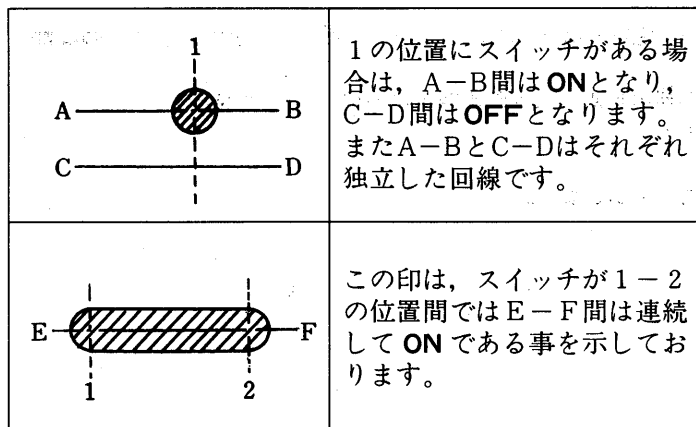 1
A B
C D
1の位置にスイッチがある場
合は，A－B間はONとなり，
C－D間はOFFとなります。
またA－BとC－Dはそれぞれ
独立した回線です。
E F
1 2
この印は，スイッチが1－2
の位置間ではE－F間は連続
してONである事を示してお
ります。